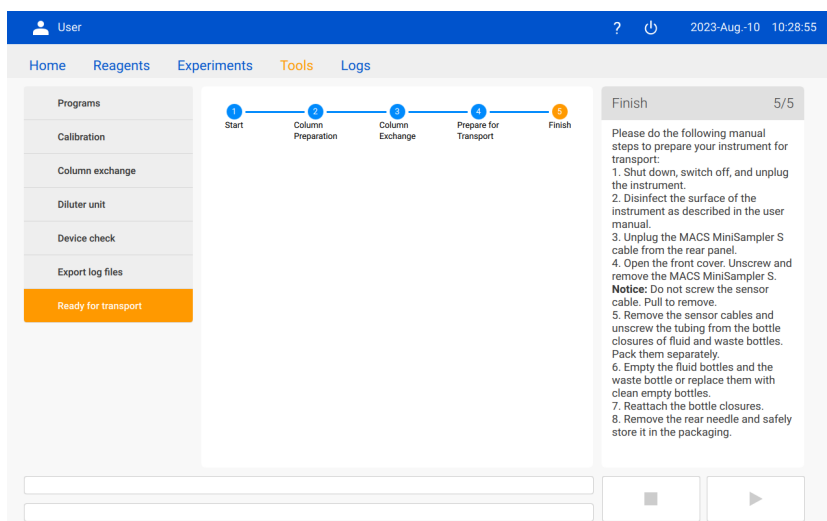 User
? 2023-Aug.-10 10:28:55
Home Reagents Experiments Tools Logs
Programs
Calibration
Column exchange
Diluter unit
Device check
Export log files
Ready for transport
1 2 3 4 5
Start Column Column Prepare for Finish
Preparation Exchange Transport
Finish 5/5
Please do the following manual
steps to prepare your instrument for
transport:
1. Shut down, switch off, and unplug
the instrument.
2. Disinfect the surface of the
instrument as described in the user
manual.
3. Unplug the MACS MiniSampler S
cable from the rear panel.
4. Open the front cover. Unscrew and
remove the MACS MiniSampler S.
Notice: Do not screw the sensor
cable. Pull to remove.
5. Remove the sensor cables and
unscrew the tubing from the bottle
closures of fluid and waste bottles.
Pack them separately.
6. Empty the fluid bottles and the
waste bottle or replace them with
clean empty bottles.
7. Reattach the bottle closures.
8. Remove the rear needle and safely
store it in the packaging.